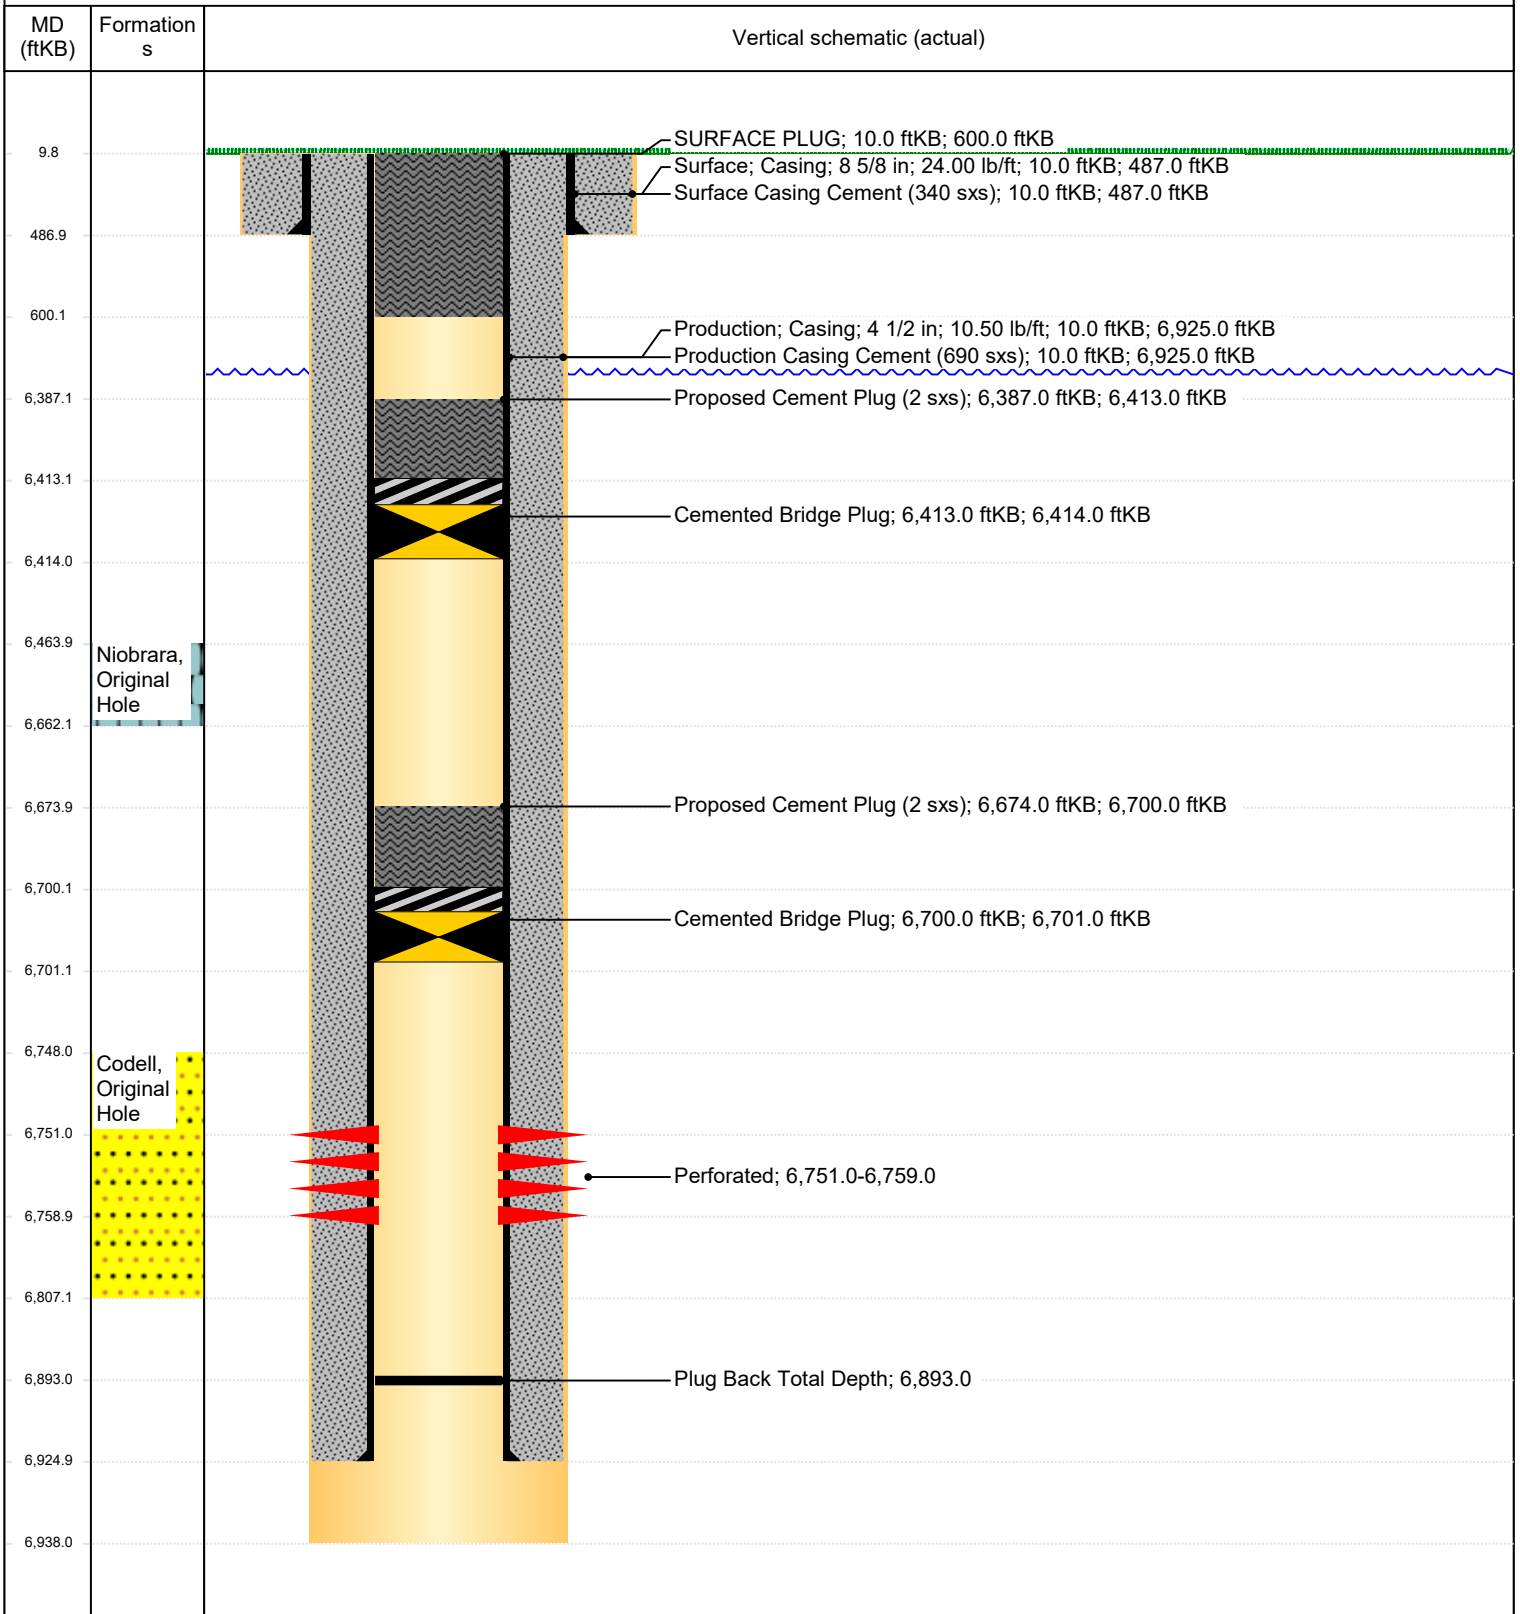 MD
(ftKB)
Formation
s
Vertical schematic (actual)
9.8
SURFACE PLUG; 10.0 ftKB; 600.0 ftKB
Surface; Casing; 8 5/8 in; 24.00 lb/ft; 10.0 ftKB; 487.0 ftKB
Surface Casing Cement (340 sxs); 10.0 ftKB; 487.0 ftKB
486.9
600.1
Production; Casing; 4 1/2 in; 10.50 lb/ft; 10.0 ftKB; 6,925.0 ftKB
Production Casing Cement (690 sxs); 10.0 ftKB; 6,925.0 ftKB
6,387.1
Proposed Cement Plug (2 sxs); 6,387.0 ftKB; 6,413.0 ftKB
6,413.1
Cemented Bridge Plug; 6,413.0 ftKB; 6,414.0 ftKB
6,414.0
6,463.9
Niobrara,
Original
Hole
6,662.1
6,673.9
Proposed Cement Plug (2 sxs); 6,674.0 ftKB; 6,700.0 ftKB
6,700.1
Cemented Bridge Plug; 6,700.0 ftKB; 6,701.0 ftKB
6,701.1
6,748.0
Codell,
Original
Hole
6,751.0
Perforated; 6,751.0-6,759.0
6,758.9
6,807.1
6,893.0
Plug Back Total Depth; 6,893.0
6,924.9
6,938.0